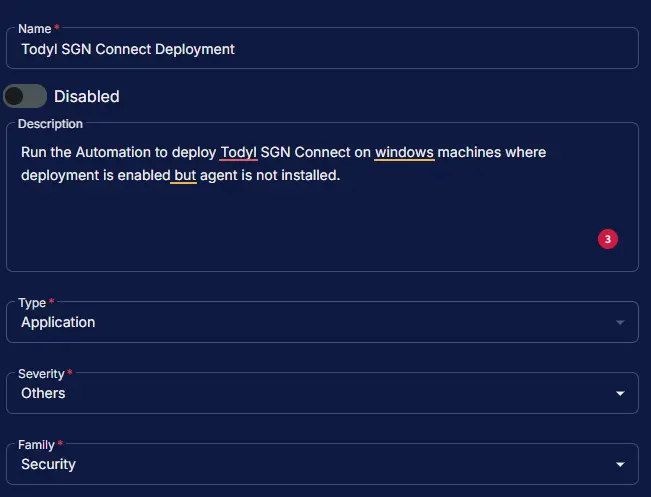 Name *
Todyl SGN Connect Deployment
Disabled
Description
Run the Automation to deploy Todyl SGN Connect on windows machines where
deployment is enabled but agent is not installed.
3
Type *
Application
Severity *
Others
Family *
Security